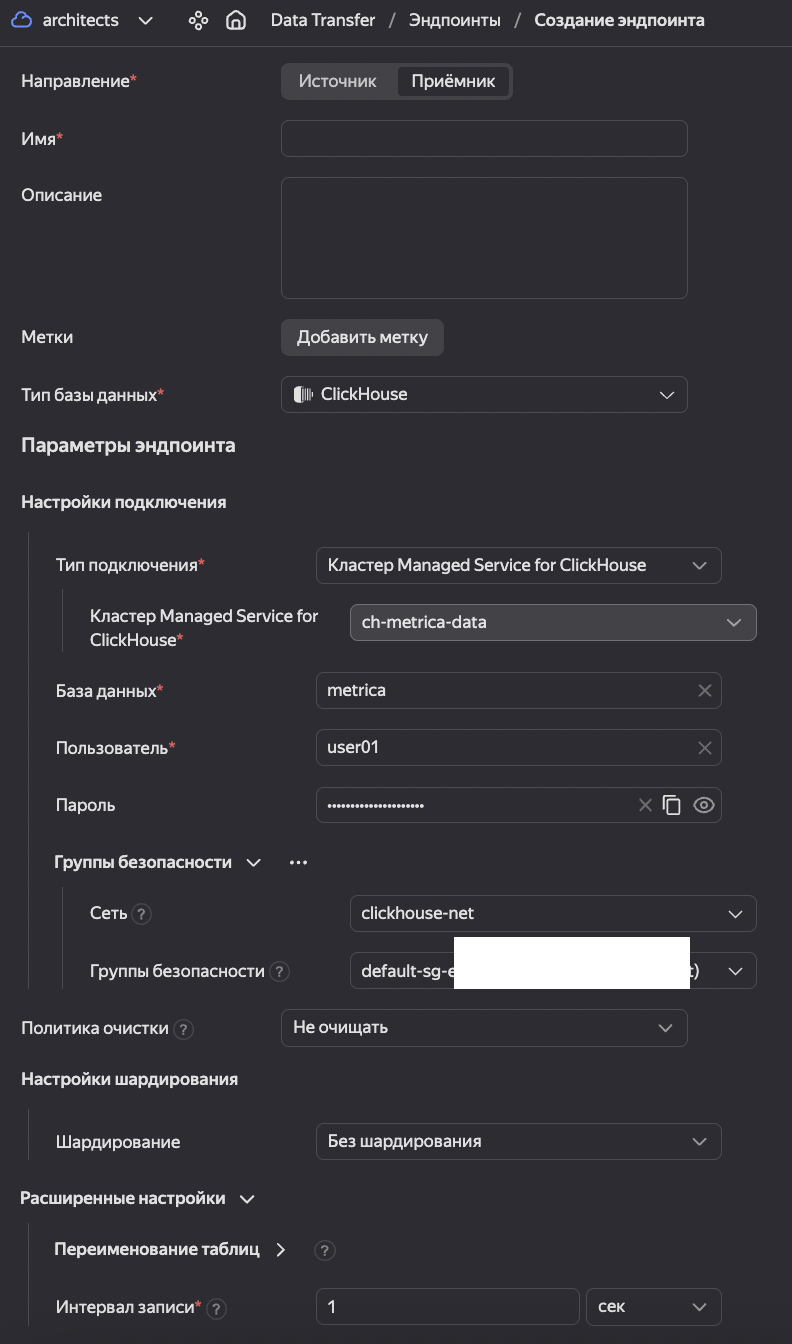 architects Data Transfer / Эндпоинты / Создание эндпоинта
Направление* Источник Приёмник
Имя*
Описание
Метки Добавить метку
Тип базы данных* ClickHouse
Параметры эндпоинта
Настройки подключения
Тип подключения* Кластер Managed Service for ClickHouse
Кластер Managed Service for
ClickHouse* ch-metrica-data
База данных* metrica
Пользователь* user01
Пароль ••••••••••••••••••••
Группы безопасности ...
Сеть ? clickhouse-net
Группы безопасности ? default-sg-e t)
Политика очистки ? Не очищать
Настройки шардирования
Шардирование Без шардирования
Расширенные настройки
Переименование таблиц ?
Интервал записи* ? 1 сек